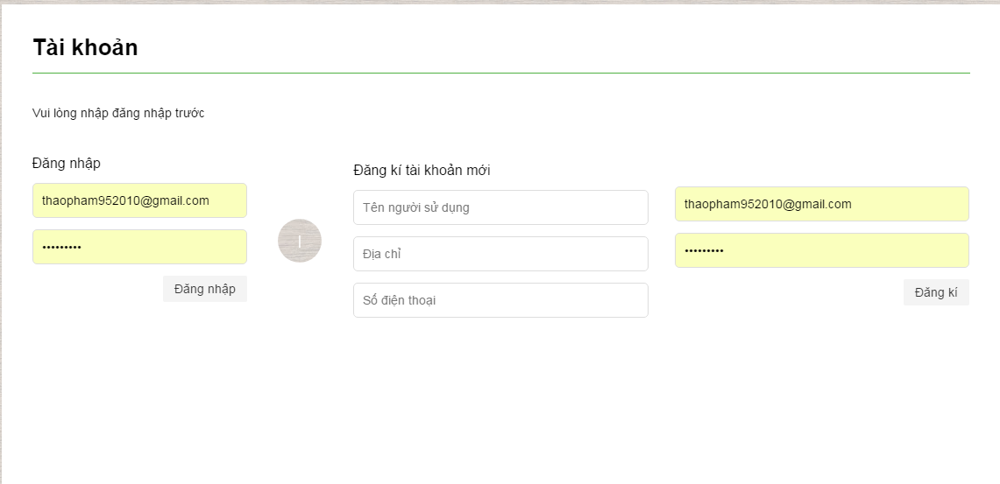 Tài khoản
Vui lòng nhập đăng nhập trước
Đăng nhập
thaopham952010@gmail.com
•••••••••
Đăng nhập
|
Đăng kí tài khoản mới
Tên người sử dụng
Địa chỉ
Số điện thoại
thaopham952010@gmail.com
•••••••••
Đăng kí